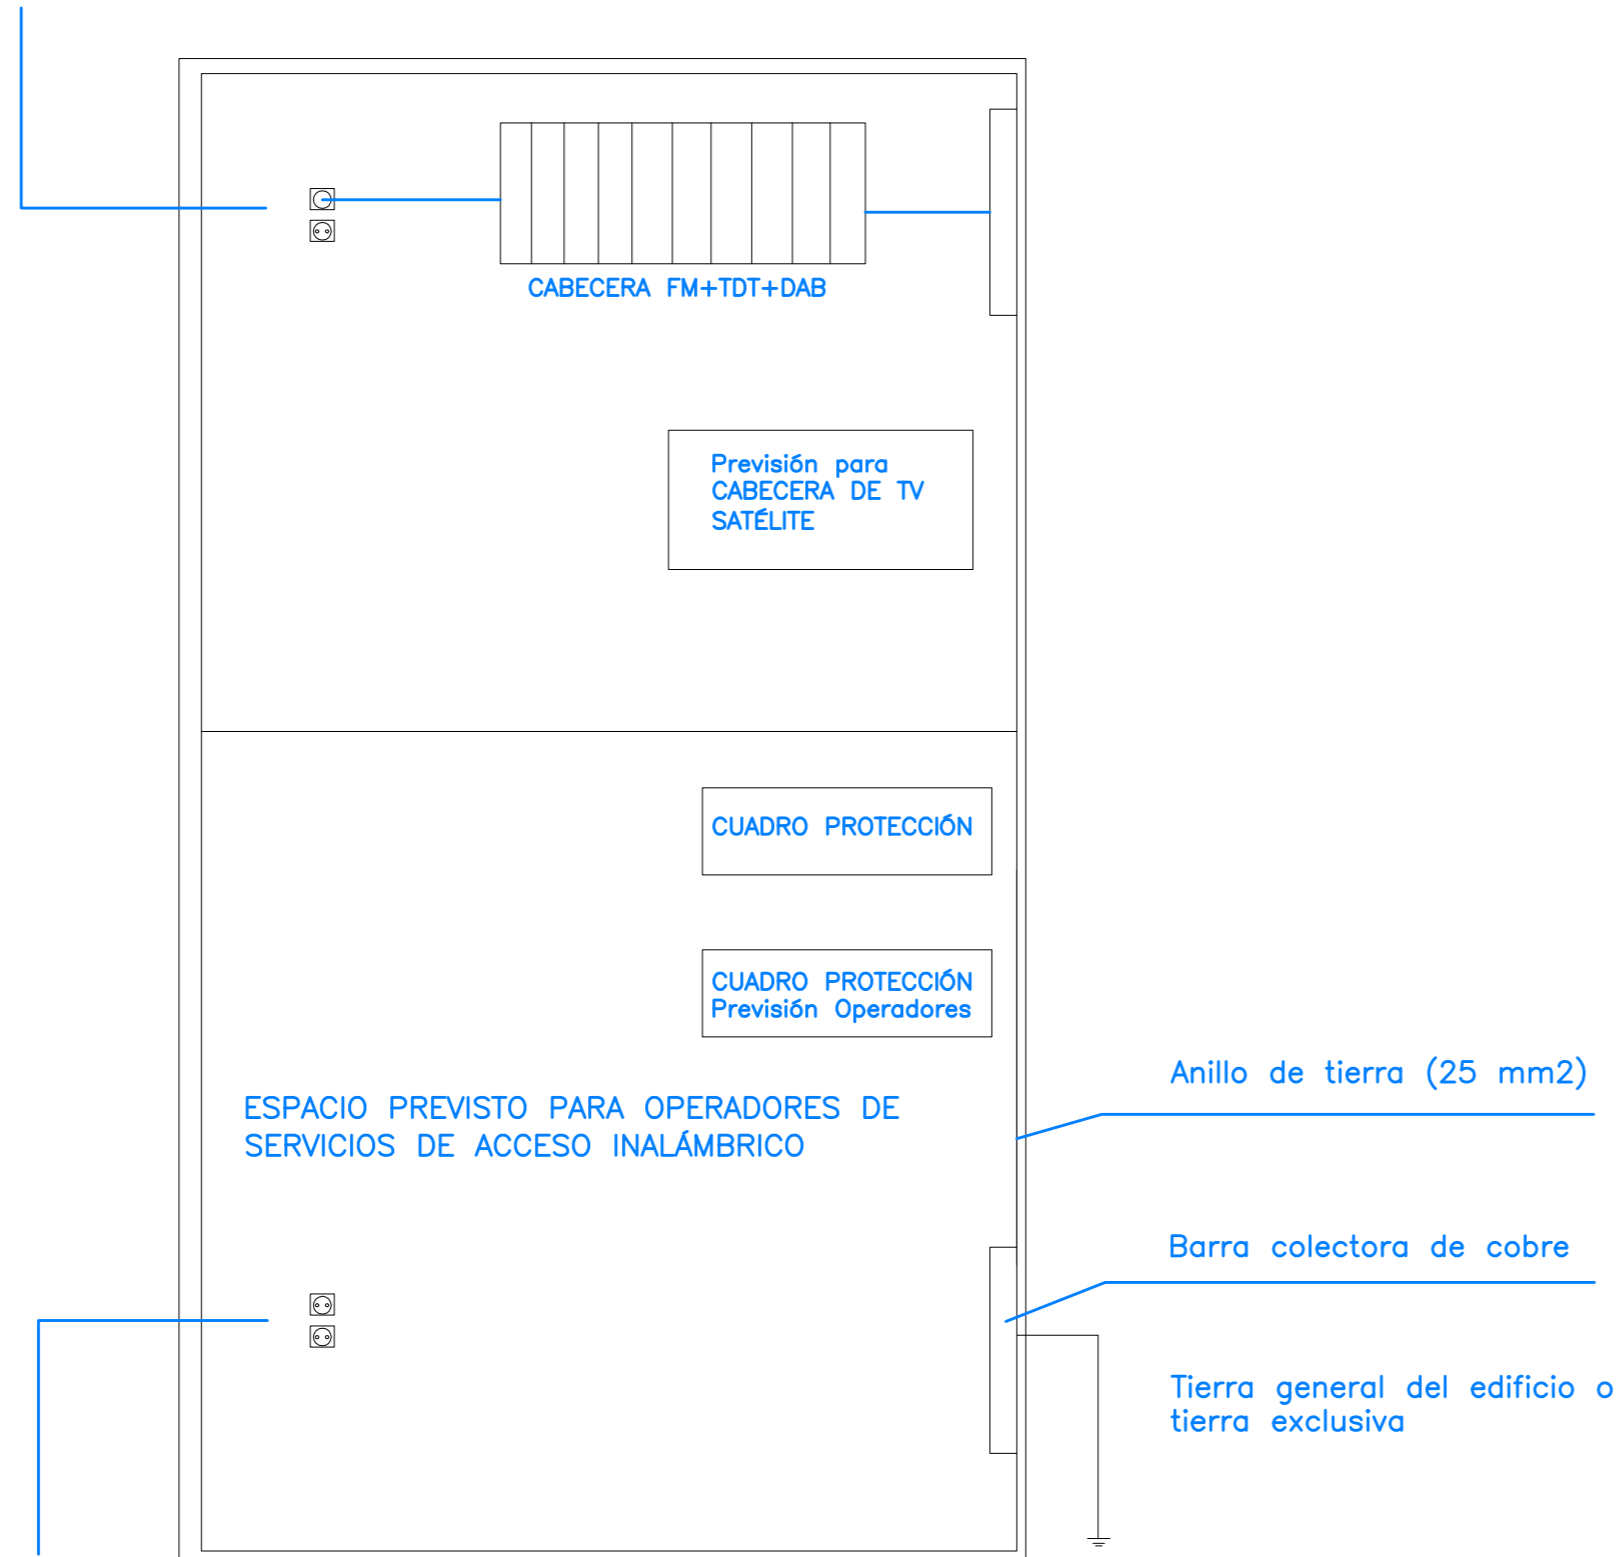 CABECERA FM+TDT+DAB
Previsión para
CABECERA DE TV
SATÉLITE
CUADRO PROTECCIÓN
CUADRO PROTECCIÓN
Previsión Operadores
Anillo de tierra (25 mm2)
ESPACIO PREVISTO PARA OPERADORES DE
SERVICIOS DE ACCESO INALÁMBRICO
Barra colectora de cobre
Tierra general del edificio o
tierra exclusiva